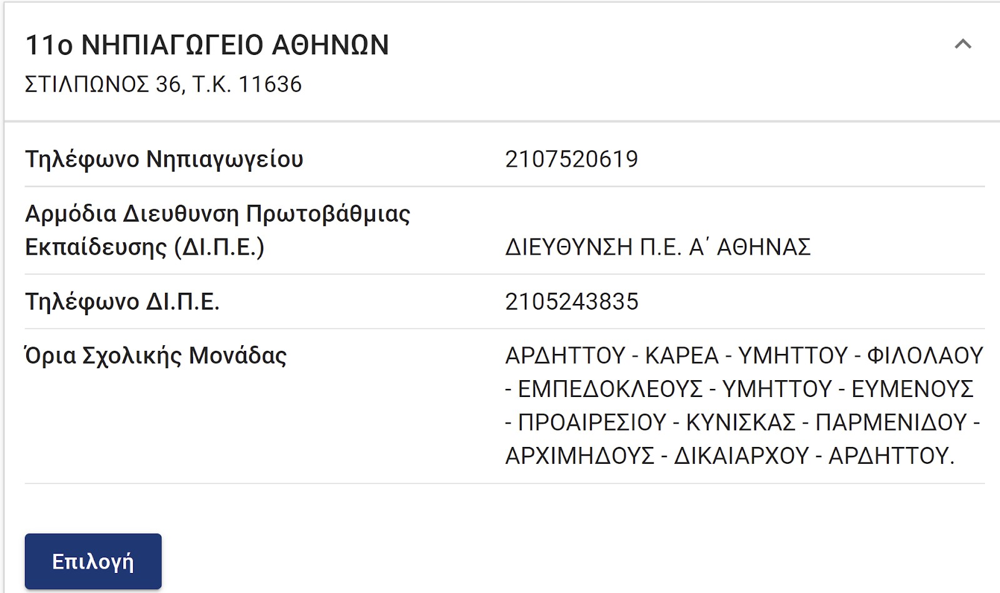 11ο ΝΗΠΙΑΓΩΓΕΙΟ ΑΘΗΝΩΝ
ΣΤΙΛΠΩΝΟΣ 36, Τ.Κ. 11636
Τηλέφωνο Νηπιαγωγείου 2107520619
Αρμόδια Διευθυνση Πρωτοβάθμιας
Εκπαίδευσης (ΔΙ.Π.Ε.) ΔΙΕΥΘΥΝΣΗ Π.Ε. Α΄ ΑΘΗΝΑΣ
Τηλέφωνο ΔΙ.Π.Ε. 2105243835
Όρια Σχολικής Μονάδας ΑΡΔΗΤΤΟΥ - ΚΑΡΕΑ - ΥΜΗΤΤΟΥ - ΦΙΛΟΛΑΟΥ
- ΕΜΠΕΔΟΚΛΕΟΥΣ - ΥΜΗΤΤΟΥ - ΕΥΜΕΝΟΥΣ
- ΠΡΟΑΙΡΕΣΙΟΥ - ΚΥΝΙΣΚΑΣ - ΠΑΡΜΕΝΙΔΟΥ -
ΑΡΧΙΜΗΔΟΥΣ - ΔΙΚΑΙΑΡΧΟΥ - ΑΡΔΗΤΤΟΥ.
Επιλογή